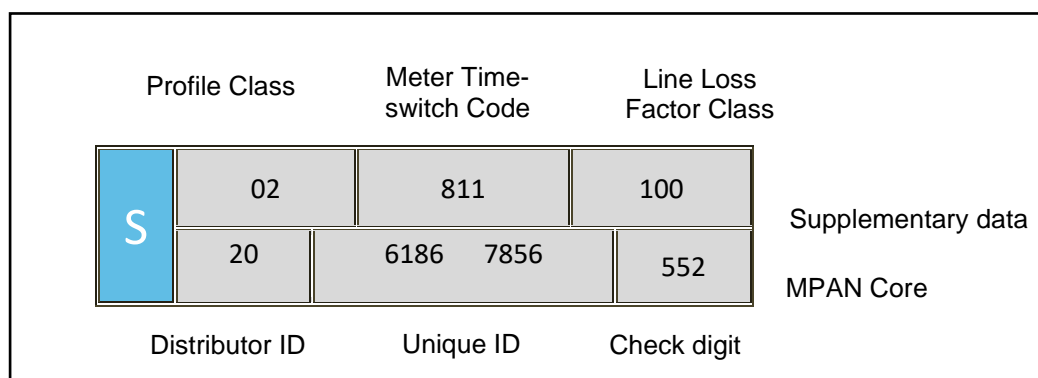 Profile Class
Meter Time-
switch Code
Line Loss
Factor Class
S
02
811
100
Supplementary data
20
6186 7856
552
MPAN Core
Distributor ID
Unique ID
Check digit